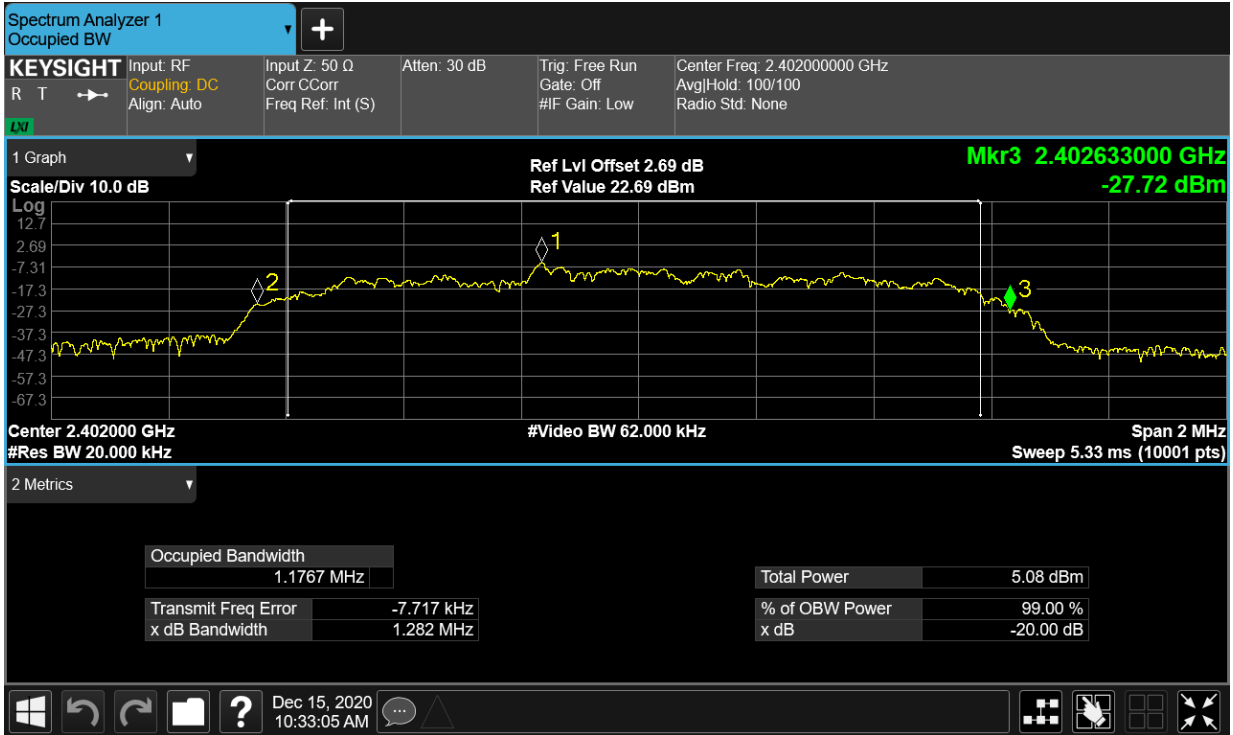 Spectrum Analyzer 1
Occupied BW
KEYSIGHT
R T
LXI
Input: RF
Coupling: DC
Align: Auto
Input Z: 50 Ω
Corr CCorr
Freq Ref: Int (S)
Atten: 30 dB
Trig: Free Run
Gate: Off
#IF Gain: Low
Center Freq: 2.402000000 GHz
Avg|Hold: 100/100
Radio Std: None
1 Graph
Scale/Div 10.0 dB
Ref Lvl Offset 2.69 dB
Ref Value 22.69 dBm
Mkr3 2.402633000 GHz
-27.72 dBm
Log
12.7
2.69
-7.31
-17.3
-27.3
-37.3
-47.3
-57.3
-67.3
1
2
3
Center 2.402000 GHz
#Res BW 20.000 kHz
#Video BW 62.000 kHz
Span 2 MHz
Sweep 5.33 ms (10001 pts)
2 Metrics
Occupied Bandwidth
1.1767 MHz
Transmit Freq Error -7.717 kHz
x dB Bandwidth 1.282 MHz
Total Power 5.08 dBm
% of OBW Power 99.00 %
x dB -20.00 dB
?
Dec 15, 2020
10:33:05 AM